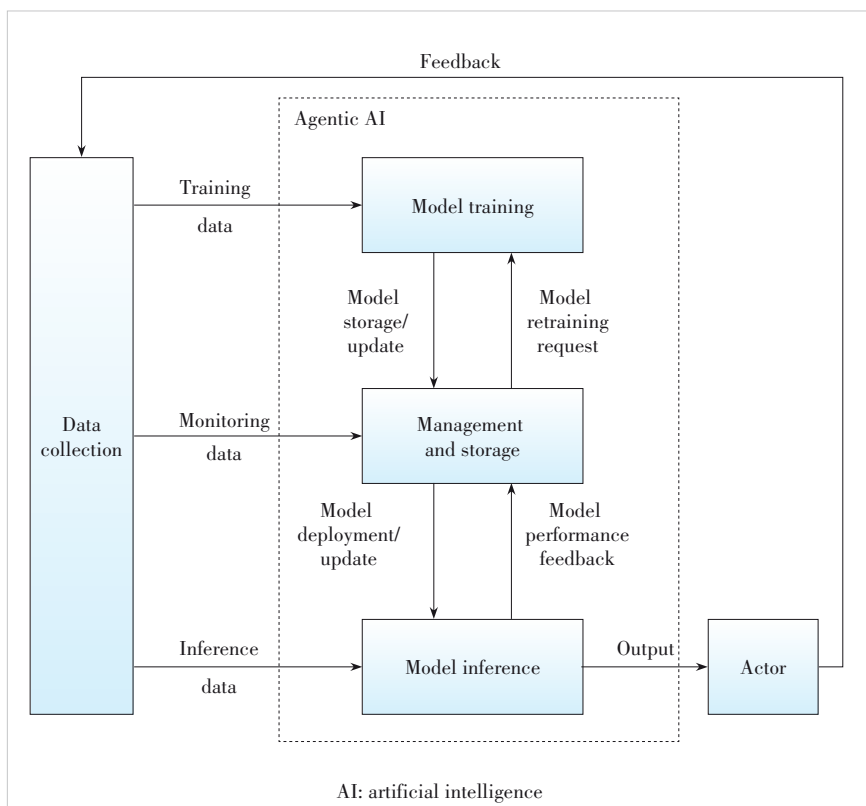 Feedback
Agentic AI
Training
data
Model training
Model
storage/
update
Model
retraining
request
Data
collection
Monitoring
data
Management
and storage
Model
deployment/
update
Model
performance
feedback
Inference
data
Model inference
Output
Actor
AI: artificial intelligence